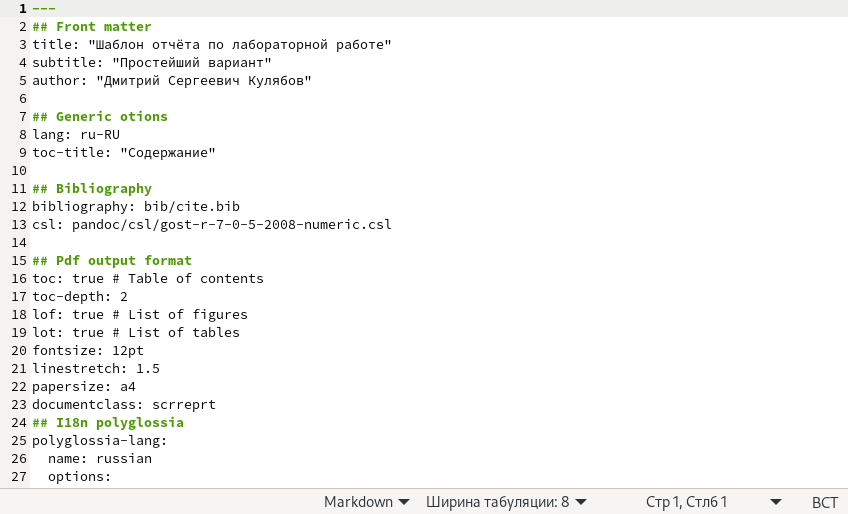 1 ---
2 ## Front matter
3 title: "Шаблон отчёта по лабораторной работе"
4 subtitle: "Простейший вариант"
5 author: "Дмитрий Сергеевич Кулябов"
6
7 ## Generic otions
8 lang: ru-RU
9 toc-title: "Содержание"
10
11 ## Bibliography
12 bibliography: bib/cite.bib
13 csl: pandoc/csl/gost-r-7-0-5-2008-numeric.csl
14
15 ## Pdf output format
16 toc: true # Table of contents
17 toc-depth: 2
18 lof: true # List of figures
19 lot: true # List of tables
20 fontsize: 12pt
21 linestretch: 1.5
22 papersize: a4
23 documentclass: scrreprt
24 ## I18n polyglossia
25 polyglossia-lang:
26   name: russian
27   options:
Markdown Ширина табуляции: 8 Стр 1, Стлб 1 ВСТ